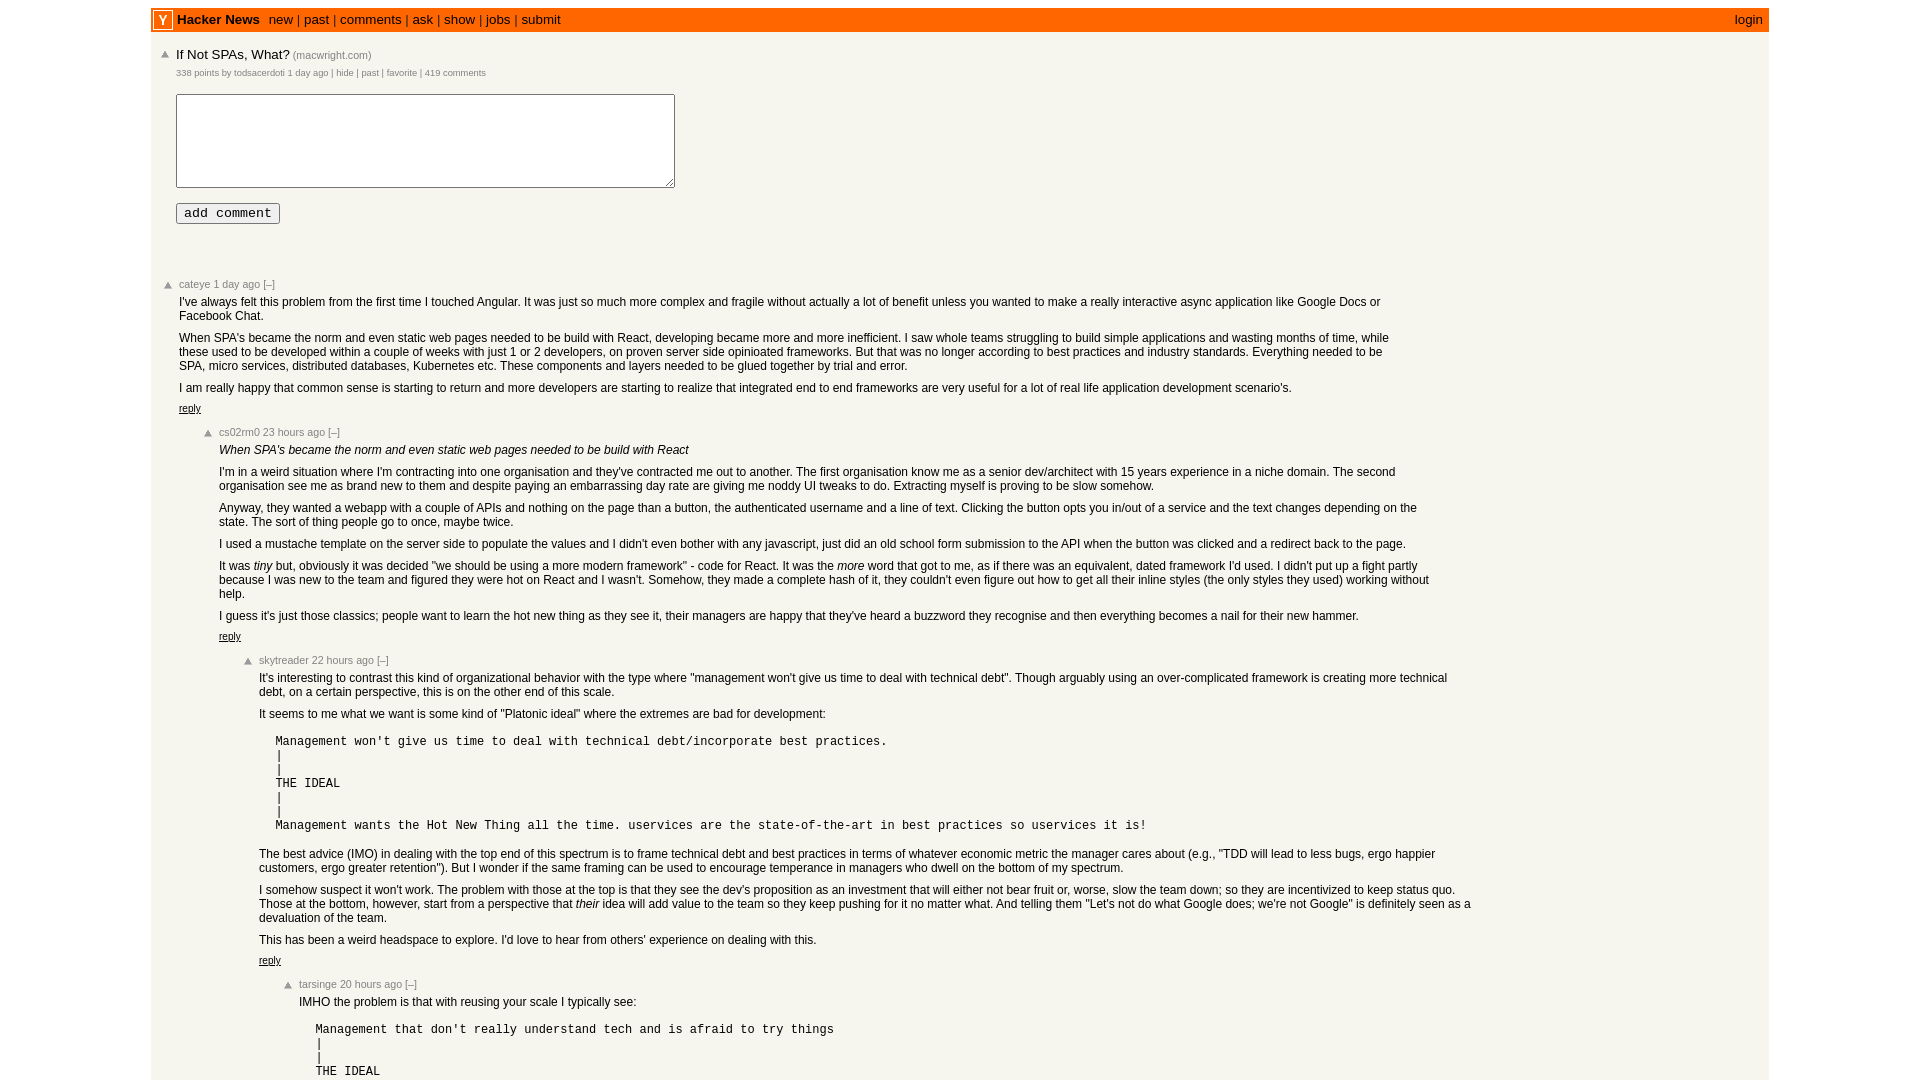 Y Hacker News new | past | comments | ask | show | jobs | submit login
If Not SPAs, What? (macwright.com)
338 points by todsacerdoti 1 day ago | hide | past | favorite | 419 comments
add comment
cateye 1 day ago [–]
I've always felt this problem from the first time I touched Angular. It was just so much more complex and fragile without actually a lot of benefit unless you wanted to make a really interactive async application like Google Docs or
Facebook Chat.
When SPA's became the norm and even static web pages needed to be build with React, developing became more and more inefficient. I saw whole teams struggling to build simple applications and wasting months of time, while
these used to be developed within a couple of weeks with just 1 or 2 developers, on proven server side opinioated frameworks. But that was no longer according to best practices and industry standards. Everything needed to be
SPA, micro services, distributed databases, Kubernetes etc. These components and layers needed to be glued together by trial and error.
I am really happy that common sense is starting to return and more developers are starting to realize that integrated end to end frameworks are very useful for a lot of real life application development scenario's.
reply
cs02rm0 23 hours ago [–]
When SPA's became the norm and even static web pages needed to be build with React
I'm in a weird situation where I'm contracting into one organisation and they've contracted me out to another. The first organisation know me as a senior dev/architect with 15 years experience in a niche domain. The second
organisation see me as brand new to them and despite paying an embarrassing day rate are giving me noddy UI tweaks to do. Extracting myself is proving to be slow somehow.
Anyway, they wanted a webapp with a couple of APIs and nothing on the page than a button, the authenticated username and a line of text. Clicking the button opts you in/out of a service and the text changes depending on the
state. The sort of thing people go to once, maybe twice.
I used a mustache template on the server side to populate the values and I didn't even bother with any javascript, just did an old school form submission to the API when the button was clicked and a redirect back to the page.
It was tiny but, obviously it was decided "we should be using a more modern framework" - code for React. It was the more word that got to me, as if there was an equivalent, dated framework I'd used. I didn't put up a fight partly
because I was new to the team and figured they were hot on React and I wasn't. Somehow, they made a complete hash of it, they couldn't even figure out how to get all their inline styles (the only styles they used) working without
help.
I guess it's just those classics; people want to learn the hot new thing as they see it, their managers are happy that they've heard a buzzword they recognise and then everything becomes a nail for their new hammer.
reply
skytreader 22 hours ago [–]
It's interesting to contrast this kind of organizational behavior with the type where "management won't give us time to deal with technical debt". Though arguably using an over-complicated framework is creating more technical
debt, on a certain perspective, this is on the other end of this scale.
It seems to me what we want is some kind of "Platonic ideal" where the extremes are bad for development:
Management won't give us time to deal with technical debt/incorporate best practices.
|
|
THE IDEAL
|
|
Management wants the Hot New Thing all the time. uservices are the state-of-the-art in best practices so uservices it is!
The best advice (IMO) in dealing with the top end of this spectrum is to frame technical debt and best practices in terms of whatever economic metric the manager cares about (e.g., "TDD will lead to less bugs, ergo happier
customers, ergo greater retention"). But I wonder if the same framing can be used to encourage temperance in managers who dwell on the bottom of my spectrum.
I somehow suspect it won't work. The problem with those at the top is that they see the dev's proposition as an investment that will either not bear fruit or, worse, slow the team down; so they are incentivized to keep status quo.
Those at the bottom, however, start from a perspective that their idea will add value to the team so they keep pushing for it no matter what. And telling them "Let's not do what Google does; we're not Google" is definitely seen as a
devaluation of the team.
This has been a weird headspace to explore. I'd love to hear from others' experience on dealing with this.
reply
tarsinge 20 hours ago [–]
IMHO the problem is that with reusing your scale I typically see:
Management that don't really understand tech and is afraid to try things
|
|
THE IDEAL